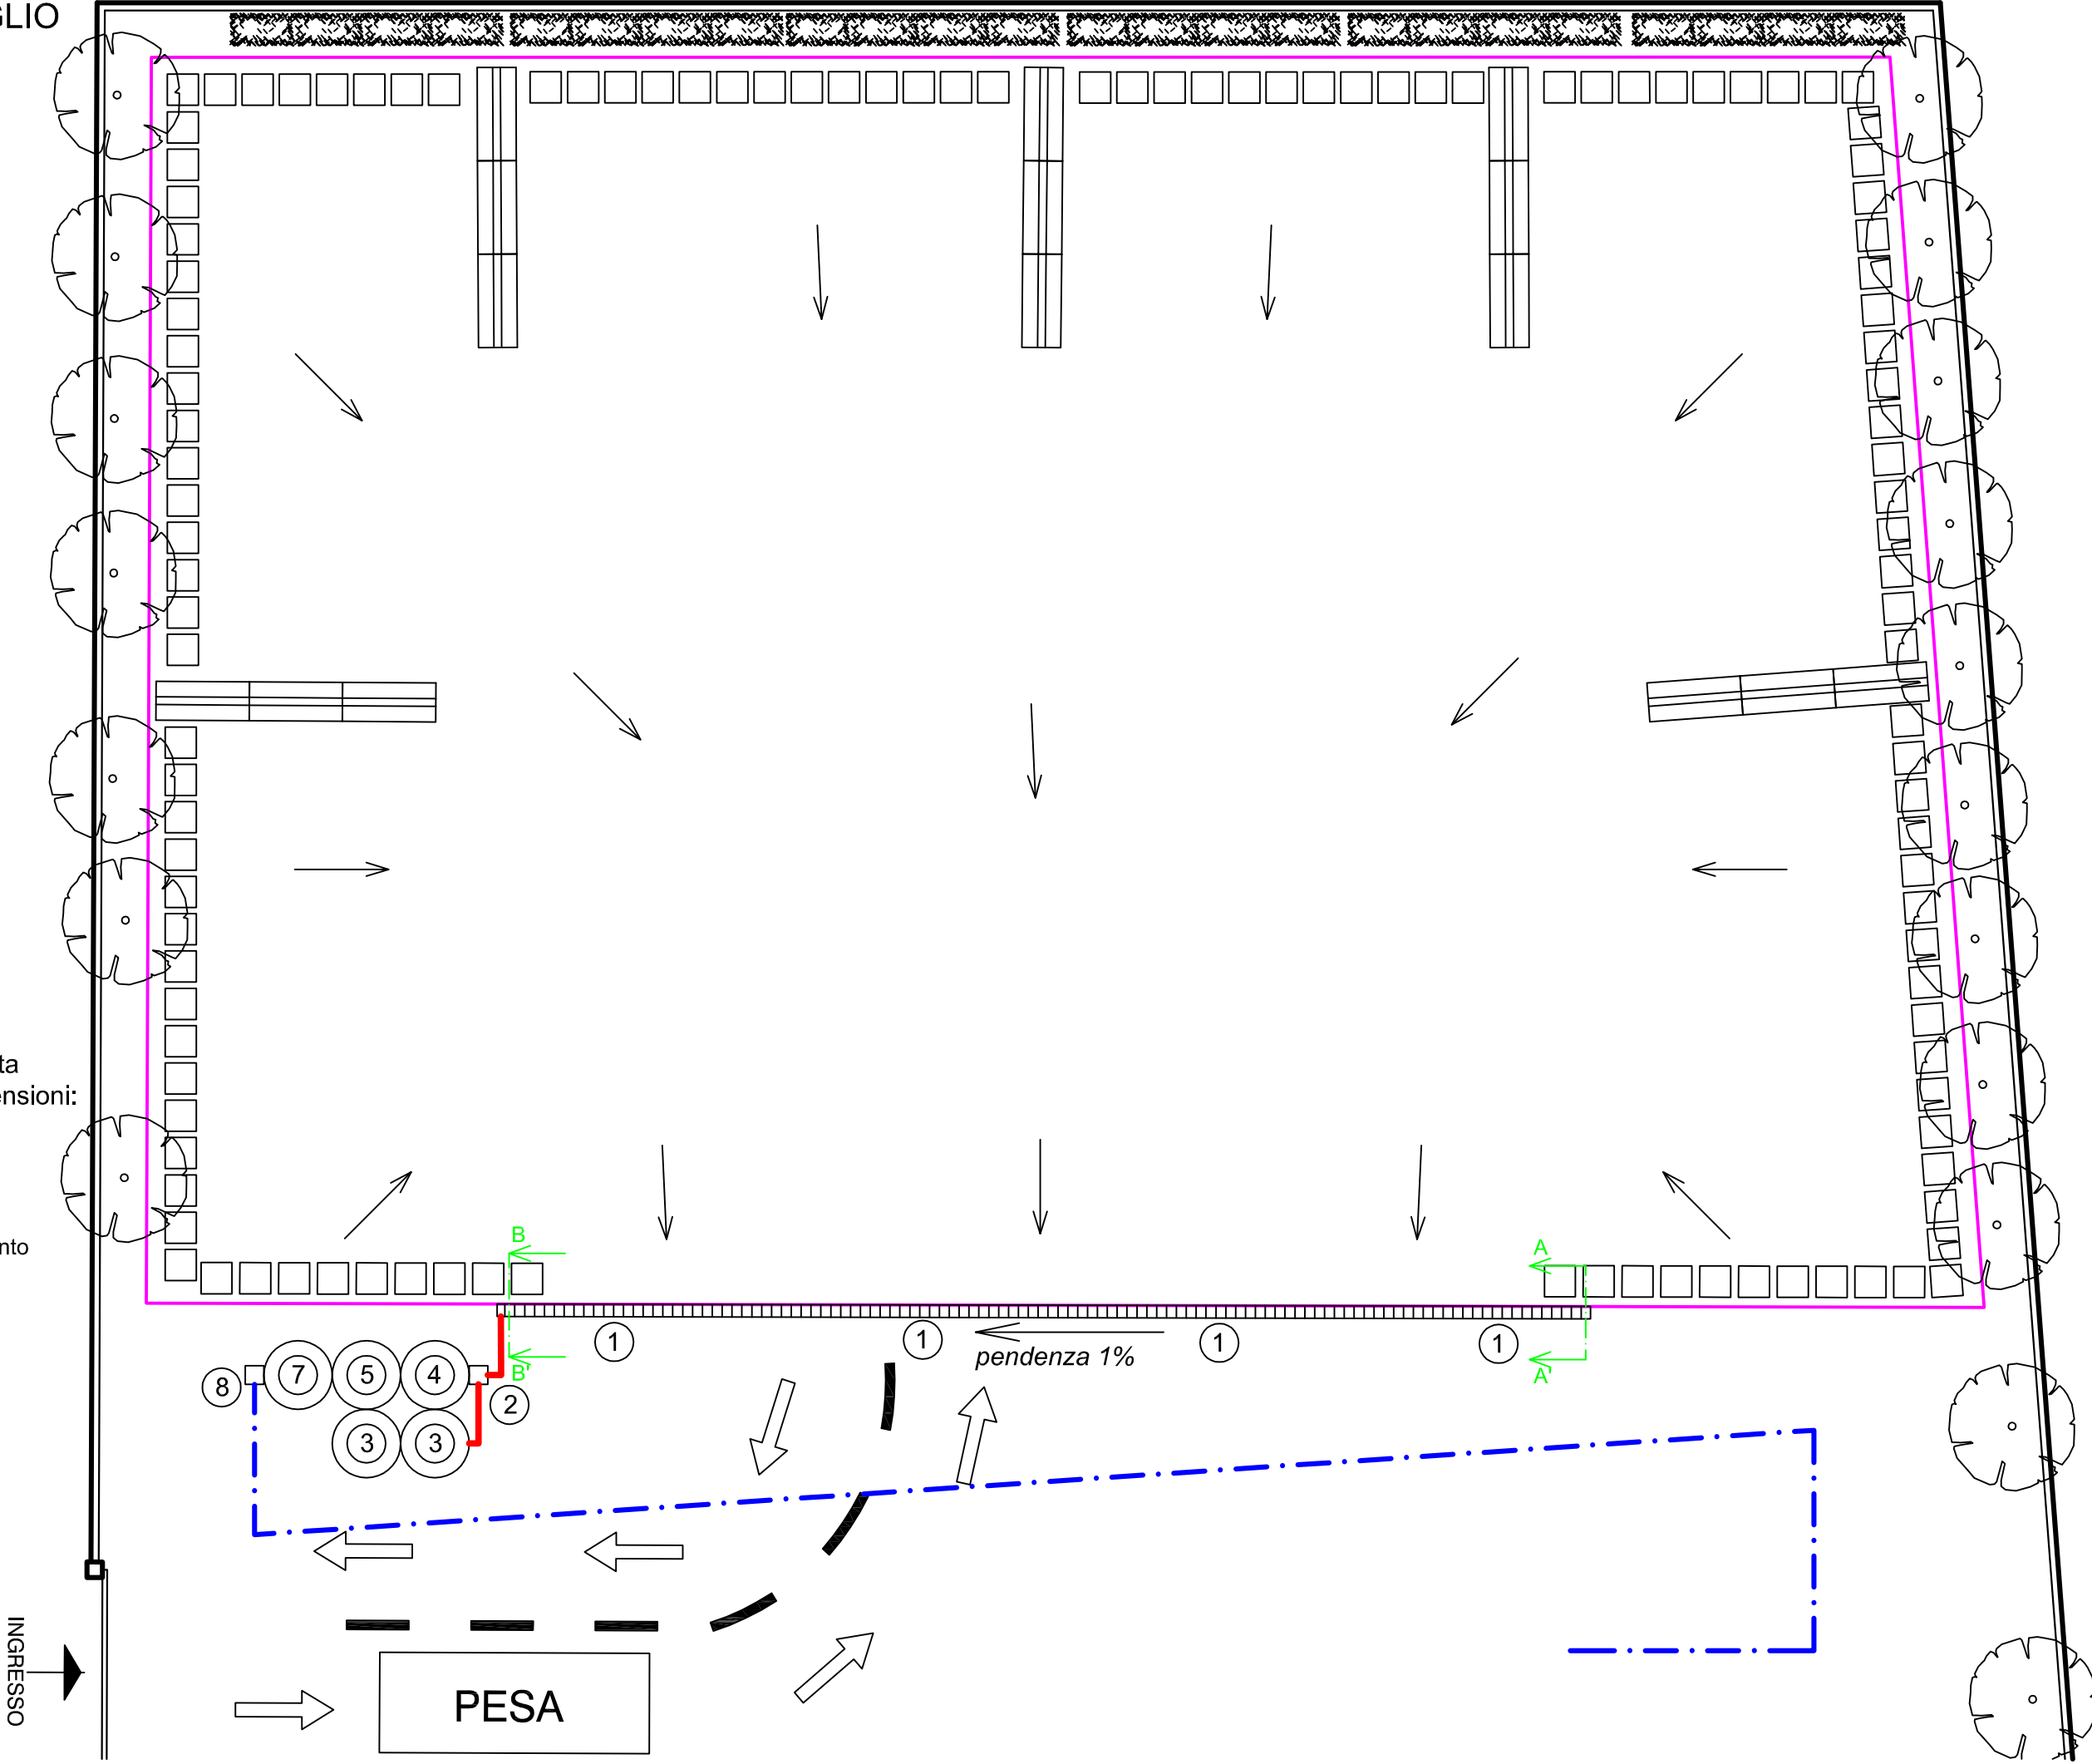 GLIO
ta
ensioni:
nto
B
A
1
1
1
1
pendenza 1%
B'
A'
8
7
5
4
2
3
3
INGRESSO
PESA